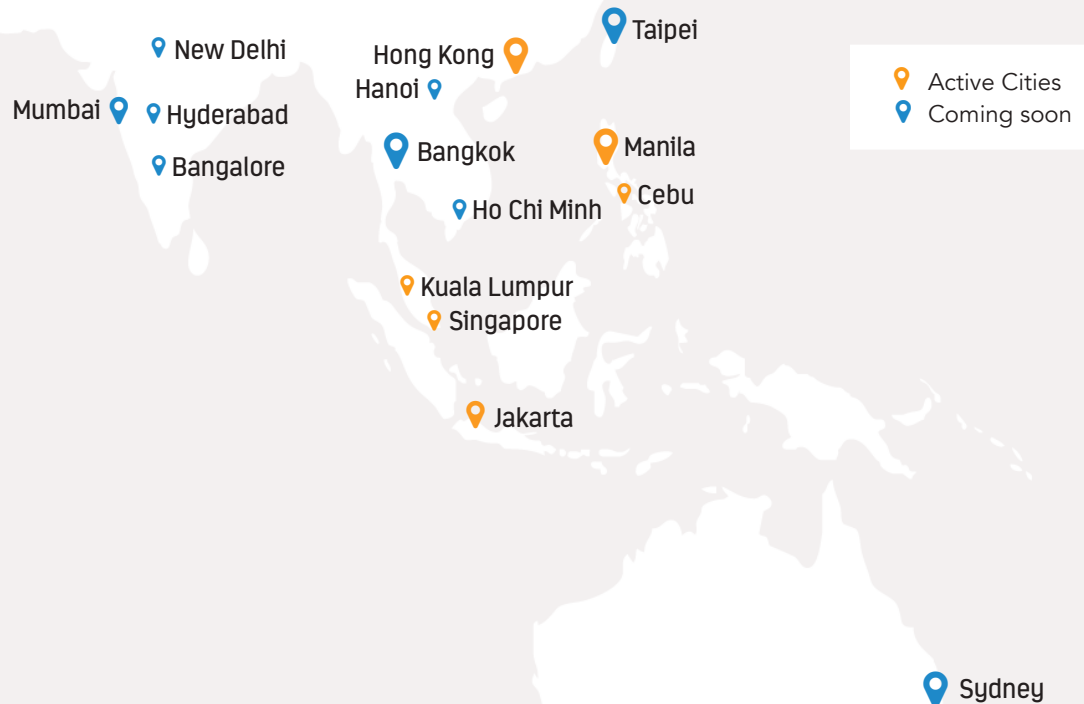 Taipei
New Delhi
Hong Kong
Hanoi
Active Cities
Coming soon
Mumbai
Hyderabad
Bangalore
Bangkok
Manila
Cebu
Ho Chi Minh
Kuala Lumpur
Singapore
Jakarta
Sydney